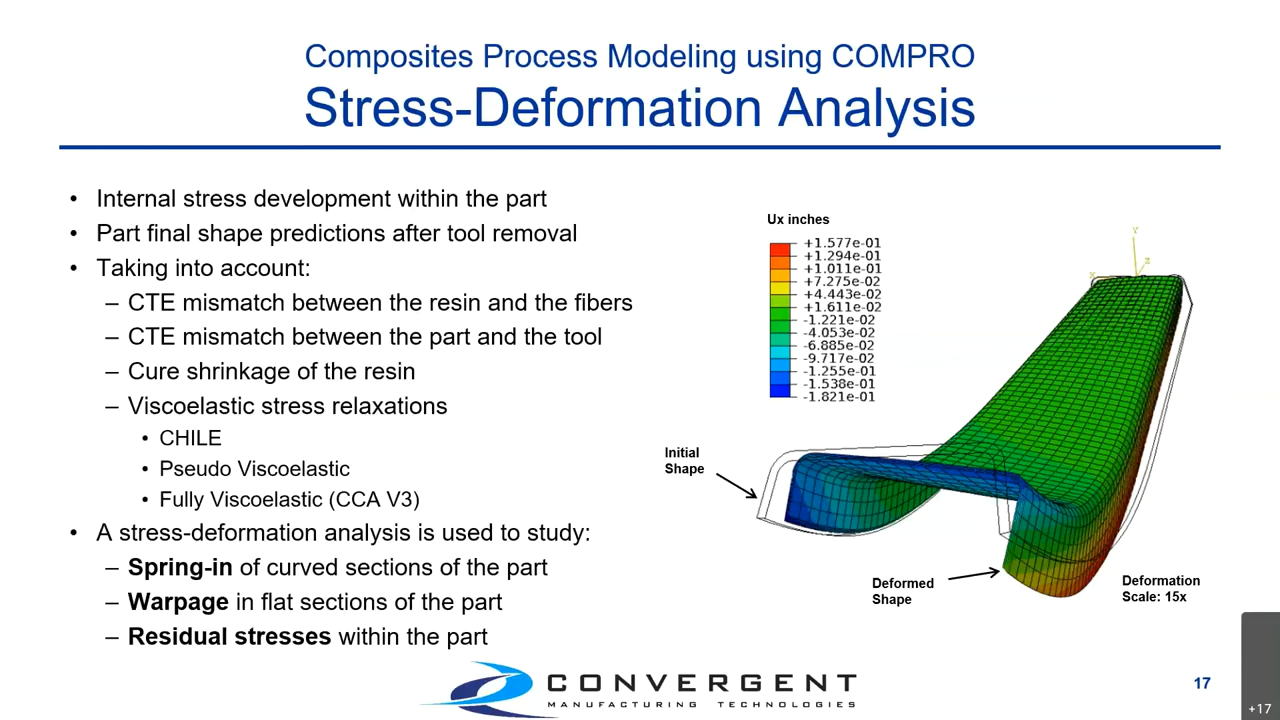 Composites Process Modeling using COMPRO
Stress-Deformation Analysis
• Internal stress development within the part
• Part final shape predictions after tool removal
• Taking into account:
– CTE mismatch between the resin and the fibers
– CTE mismatch between the part and the tool
– Cure shrinkage of the resin
– Viscoelastic stress relaxations
• CHILE
• Pseudo Viscoelastic
• Fully Viscoelastic (CCA V3)
• A stress-deformation analysis is used to study:
– Spring-in of curved sections of the part
– Warpage in flat sections of the part
– Residual stresses within the part
Ux inches
+1.577e-01
+1.294e-01
+1.011e-01
+7.275e-02
+4.443e-02
+1.611e-02
-1.221e-02
-4.053e-02
-6.885e-02
-9.717e-02
-1.255e-01
-1.538e-01
-1.821e-01
Y
Z
X
Initial
Shape
Deformed
Shape
Deformation
Scale: 15x
CONVERGENT
MANUFACTURING TECHNOLOGIES
17
+17